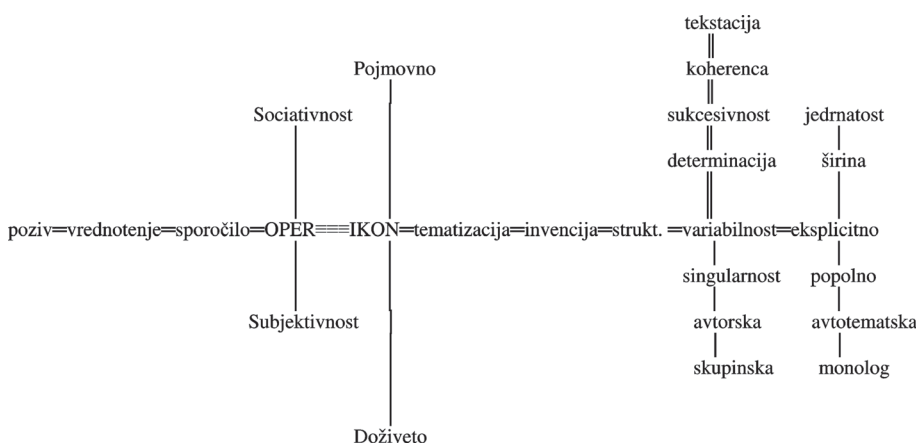 tekstacija
Pojmovno
koherenca
Sociativnost
sukcesivnost
jedrnatost
determinacija
širina
poziv=vrednotenje=sporočilo=OPER≡≡≡IKON=tematizacija=invencija=strukt. =variabilnost=eksplicitno
singularnost
popolno
Subjektivnost
avtorska
avtotematska
skupinska
monolog
Doživeto